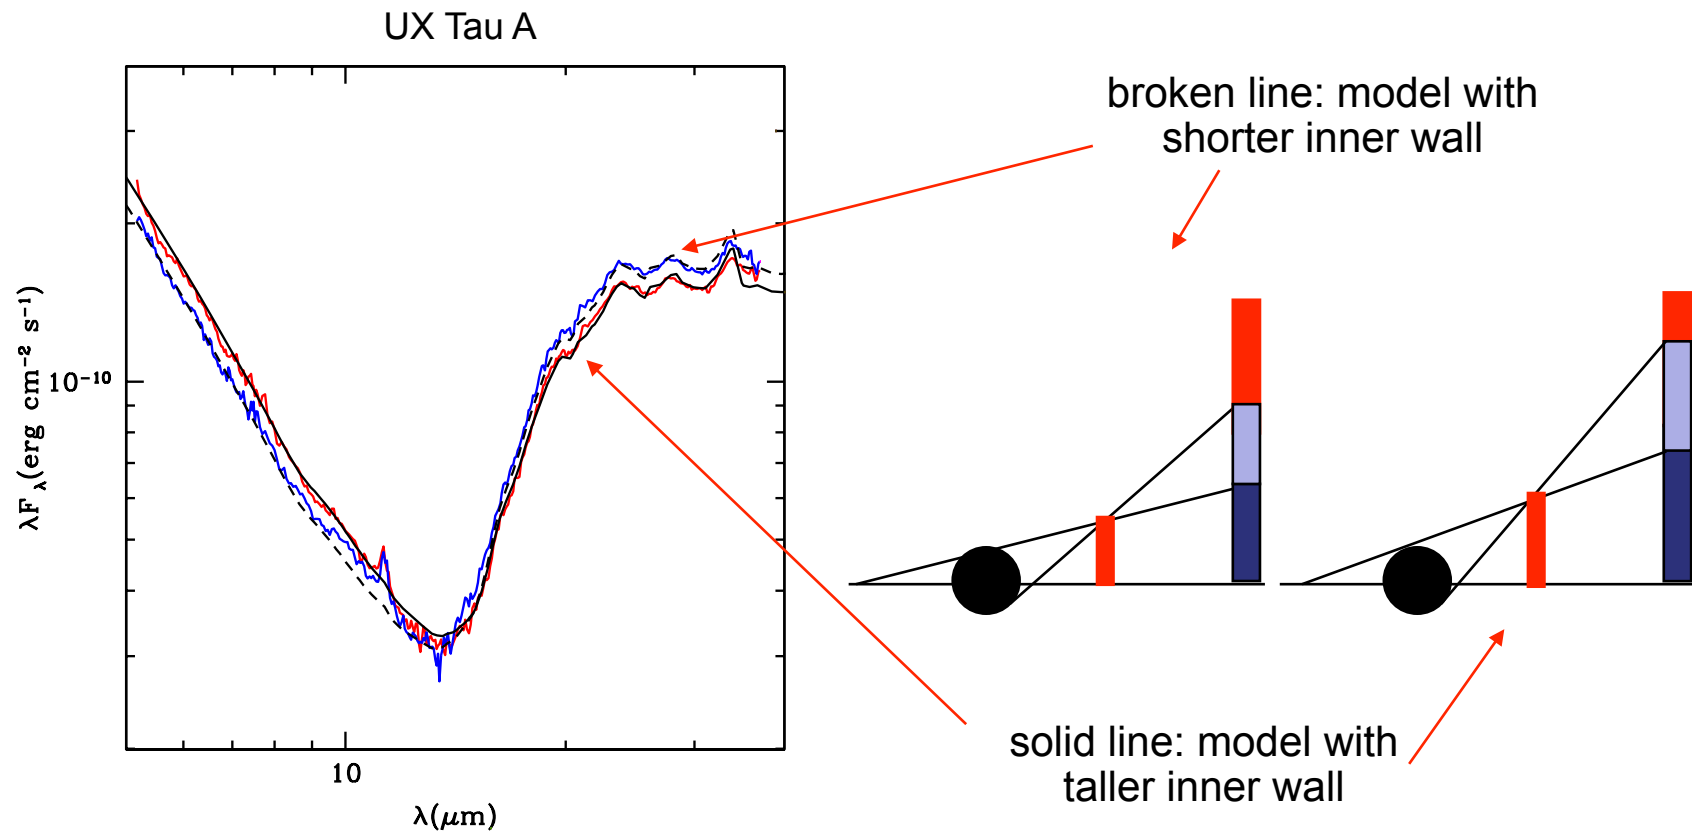 UX Tau A
broken line: model with
shorter inner wall
10⁻¹⁰
λF_λ(erg cm⁻² s⁻¹)
10
λ(μm)
solid line: model with
taller inner wall